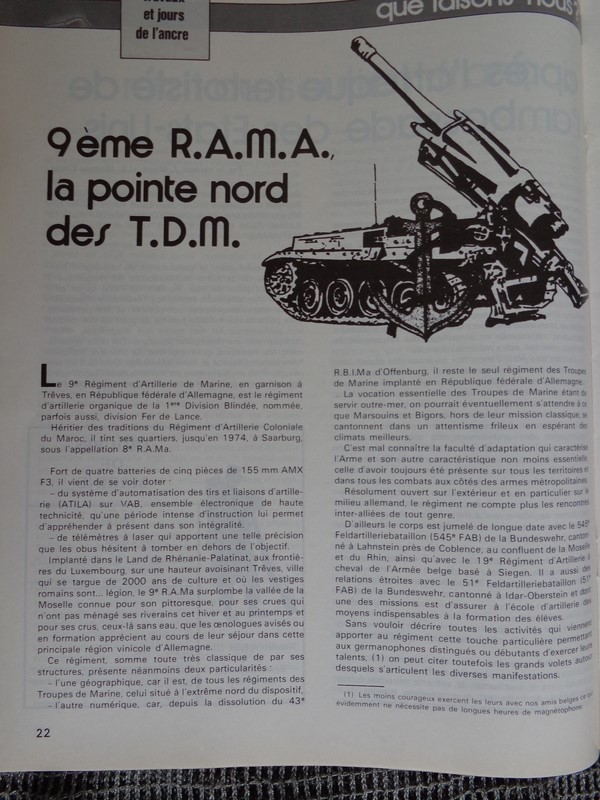 et jours
de l'ancre
que faisons-nous?
9ème R.A.M.A.,
la pointe nord
des T.D.M.
Le 9e Régiment d'Artillerie de Marine, en garnison à
Trêves, en République fédérale d'Allemagne, est le régiment
d'artillerie organique de la 1ère Division Blindée, nommée,
parfois aussi, division Fer de Lance.
Héritier des traditions du Régiment d'Artillerie Coloniale
du Maroc, il tint ses quartiers, jusqu'en 1974, à Saarburg,
sous l'appellation 8e R.A.Ma.
Fort de quatre batteries de cinq pièces de 155 mm AMX
F3, il vient de se voir doter :
- du système d'automatisation des tirs et liaisons d'artille-
rie (ATILA) sur VAB, ensemble électronique de haute
technicité, qu'une période intense d'instruction lui permet
d'appréhender à présent dans son intégralité.
- de télémètres à laser qui apportent une telle précision
que les obus hésitent à tomber en dehors de l'objectif.
Implanté dans le Land de Rhénanie-Palatinat, aux frontiè-
res du Luxembourg, sur une hauteur avoisinant Trêves, ville
qui se targue de 2000 ans de culture et où les vestiges
romains sont... légion, le 9e R.A.Ma surplombe la vallée de la
Moselle connue pour son pittoresque, pour ses crues qui
n'ont pas ménagé ses riverains cet hiver et au printemps et
pour ses crus, ceux-là sans eau, que les œnologues avisés ou
en formation apprécient au cours de leur séjour dans cette
principale région vinicole d'Allemagne.
Ce régiment, somme toute très classique de par ses
structures, présente néanmoins deux particularités :
- l'une géographique, car il est, de tous les régiments des
Troupes de Marine, celui situé à l'extrême nord du dispositif,
- l'autre numérique, car, depuis la dissolution du 43e
R.B.I.Ma d'Offenburg, il reste le seul régiment des Troupes
de Marine implanté en République fédérale d'Allemagne.
La vocation essentielle des Troupes de Marine étant de
servir outre-mer, on pourrait éventuellement s'attendre à ce
que Marsouins et Bigors, hors de leur mission classique, se
cantonnent dans un attentisme frileux en espérant des
climats meilleurs.
C'est mal connaître la faculté d'adaptation qui caractérise
l'Arme et son autre caractéristique non moins essentielle,
celle d'avoir toujours été présente sur tous les territoires et
dans tous les combats aux côtés des armes métropolitaines.
Résolument ouvert sur l'extérieur et en particulier sur le
milieu allemand, le régiment ne compte plus les rencontres
inter-alliées de tout genre.
D'ailleurs le corps est jumelé de longue date avec le 545e
Feldartilleriebataillon (545e FAB) de la Bundeswehr, canton-
né à Lahnstein près de Coblence, au confluent de la Moselle
et du Rhin, ainsi qu'avec le 19e Régiment d'Artillerie à
cheval de l'Armée belge basé à Siegen. Il a aussi des
relations étroites avec le 51e Feldartilleriebataillon (51e
FAB) de la Bundeswehr, cantonné à Idar-Oberstein et dont
une des missions est d'assurer à l'école d'artillerie des
moyens indispensables à la formation des élèves.
Sans vouloir décrire toutes les activités qui viennent
apporter au régiment cette touche particulière permettant
aux germanophones distingués ou débutants d'exercer leurs
talents, (1) on peut citer toutefois les grands volets autour
desquels s'articulent les diverses manifestations.
(1) Les moins courageux exercent les leurs avec nos amis belges ce qui
évidemment ne nécessite pas de longues heures de magnétophone.
22